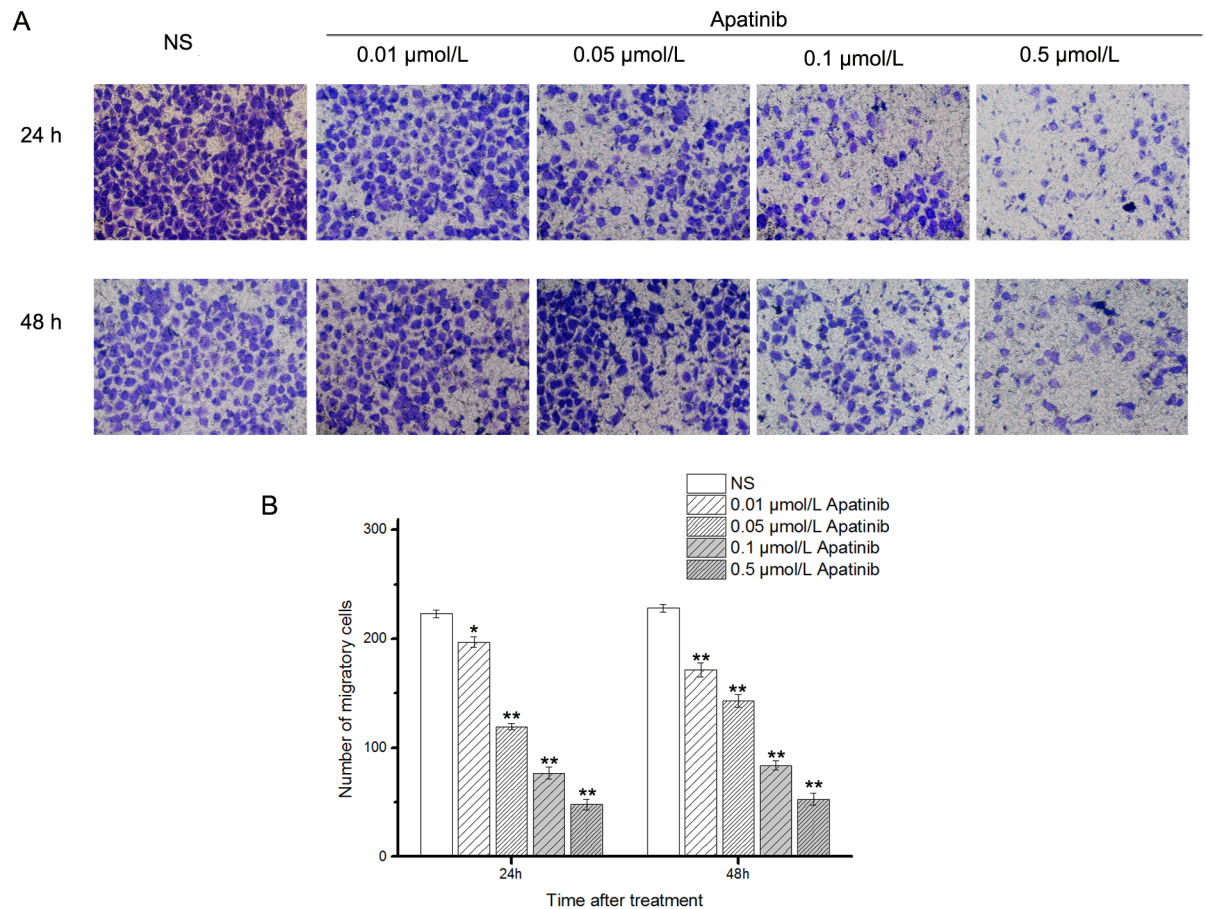 A
NS
Apatinib
0.01 µmol/L
0.05 µmol/L
0.1 µmol/L
0.5 µmol/L
24 h
48 h
B
NS
0.01 µmol/L Apatinib
0.05 µmol/L Apatinib
0.1 µmol/L Apatinib
0.5 µmol/L Apatinib
Number of migratory cells
300
200
100
0
*
**
**
**
**
**
**
**
24h
48h
Time after treatment